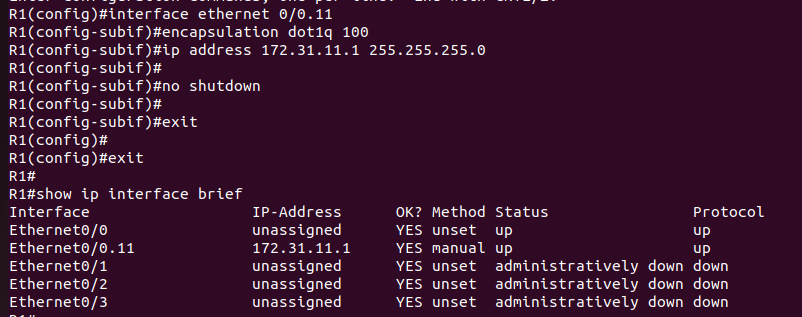 R1(config)#interface ethernet 0/0.11
R1(config-subif)#encapsulation dot1q 100
R1(config-subif)#ip address 172.31.11.1 255.255.255.0
R1(config-subif)#
R1(config-subif)#no shutdown
R1(config-subif)#
R1(config-subif)#exit
R1(config)#
R1(config)#exit
R1#
R1#show ip interface brief
Interface                  IP-Address      OK? Method Status                Protocol
Ethernet0/0                unassigned      YES unset  up                    up
Ethernet0/0.11             172.31.11.1     YES manual up                    up
Ethernet0/1                unassigned      YES unset  administratively down down
Ethernet0/2                unassigned      YES unset  administratively down down
Ethernet0/3                unassigned      YES unset  administratively down down
R1#